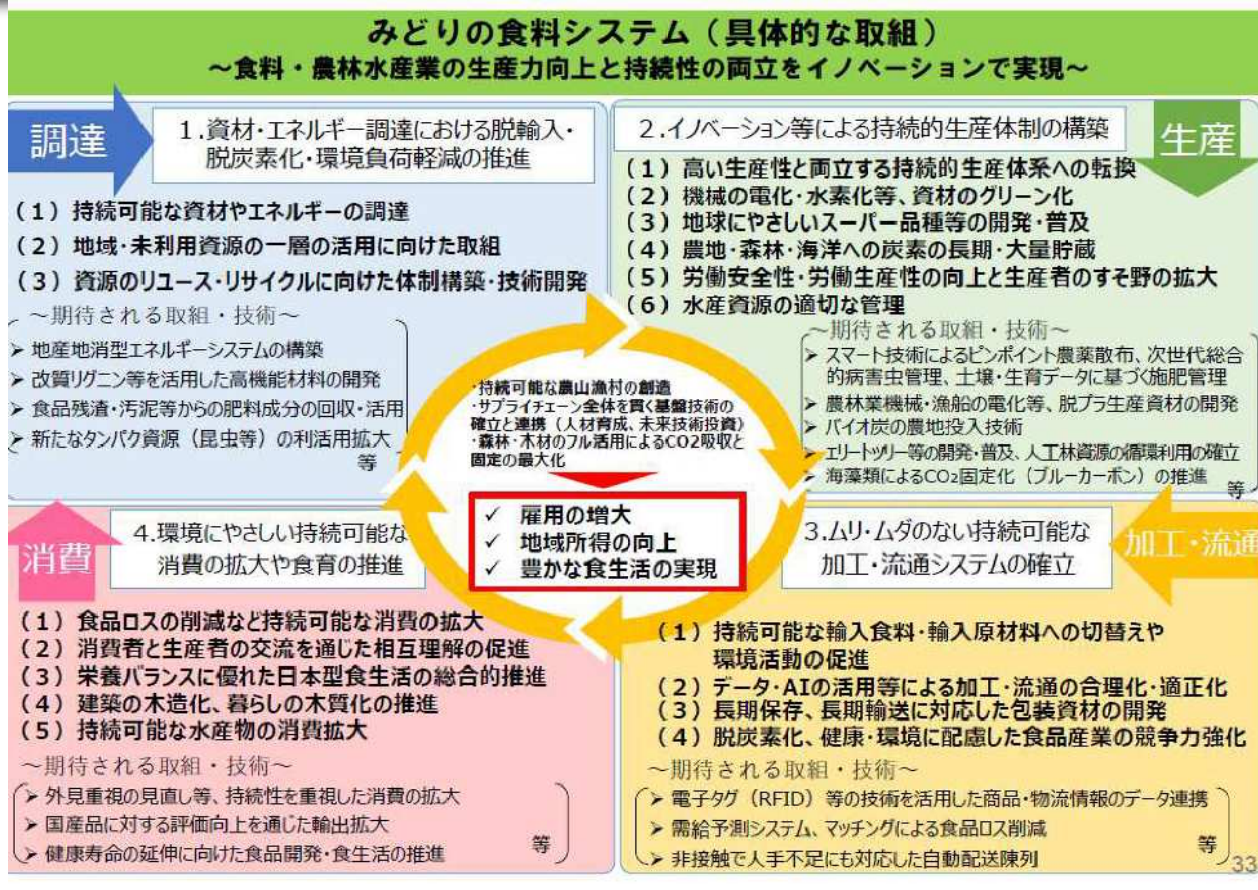 みどりの食料システム（具体的な取組）
～食料・農林水産業の生産力向上と持続性の両立をイノベーションで実現～
調達
1.資材・エネルギー調達における脱輸入・
脱炭素化・環境負荷軽減の推進
（1）持続可能な資材やエネルギーの調達
（2）地域・未利用資源の一層の活用に向けた取組
（3）資源のリユース・リサイクルに向けた体制構築・技術開発
～期待される取組・技術～
➢ 地産地消型エネルギーシステムの構築
➢ 改質リグニン等を活用した高機能材料の開発
➢ 食品残渣・汚泥等からの肥料成分の回収・活用
➢ 新たなタンパク資源（昆虫等）の利活用拡大
等
2.イノベーション等による持続的生産体制の構築
生産
（1）高い生産性と両立する持続的生産体系への転換
（2）機械の電化・水素化等、資材のグリーン化
（3）地球にやさしいスーパー品種等の開発・普及
（4）農地・森林・海洋への炭素の長期・大量貯蔵
（5）労働安全性・労働生産性の向上と生産者のすそ野の拡大
（6）水産資源の適切な管理
～期待される取組・技術～
➢ スマート技術によるピンポイント農薬散布、次世代総合
的病害虫管理、土壌・生育データに基づく施肥管理
➢ 農林業機械・漁船の電化等、脱プラ生産資材の開発
➢ バイオ炭の農地投入技術
➢ エリートツリー等の開発・普及、人工林資源の循環利用の確立
➢ 海藻類によるCO₂固定化（ブルーカーボン）の推進
等
・持続可能な農山漁村の創造
・サプライチェーン全体を貫く基盤技術の
確立と連携（人材育成、未来技術投資）
・森林・木材のフル活用によるCO2吸収と
固定の最大化
✓ 雇用の増大
✓ 地域所得の向上
✓ 豊かな食生活の実現
3.ムリ・ムダのない持続可能な
加工・流通システムの確立
加工・流通
（1）持続可能な輸入食料・輸入原材料への切替えや
環境活動の促進
（2）データ・AIの活用等による加工・流通の合理化・適正化
（3）長期保存、長期輸送に対応した包装資材の開発
（4）脱炭素化、健康・環境に配慮した食品産業の競争力強化
～期待される取組・技術～
➢ 電子タグ（RFID）等の技術を活用した商品・物流情報のデータ連携
➢ 需給予測システム、マッチングによる食品ロス削減
➢ 非接触で人手不足にも対応した自動配送陳列
等
消費
4.環境にやさしい持続可能な
消費の拡大や食育の推進
（1）食品ロスの削減など持続可能な消費の拡大
（2）消費者と生産者の交流を通じた相互理解の促進
（3）栄養バランスに優れた日本型食生活の総合的推進
（4）建築の木造化、暮らしの木質化の推進
（5）持続可能な水産物の消費拡大
～期待される取組・技術～
➢ 外見重視の見直し等、持続性を重視した消費の拡大
➢ 国産品に対する評価向上を通じた輸出拡大
➢ 健康寿命の延伸に向けた食品開発・食生活の推進
等
33